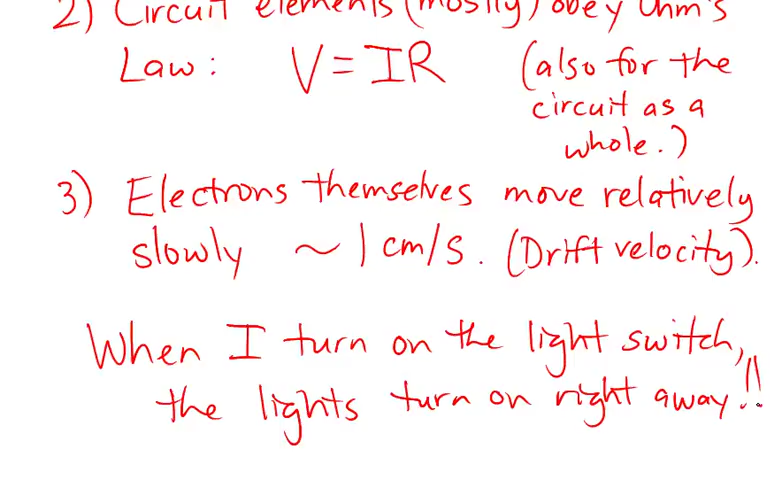 2) Circuit elements (mostly) obey Ohm's
Law: V = IR (also for the
circuit as a
whole.)
3) Electrons themselves move relatively
slowly ~ 1 cm/s. (Drift velocity).
When I turn on the light switch,
the lights turn on right away!!